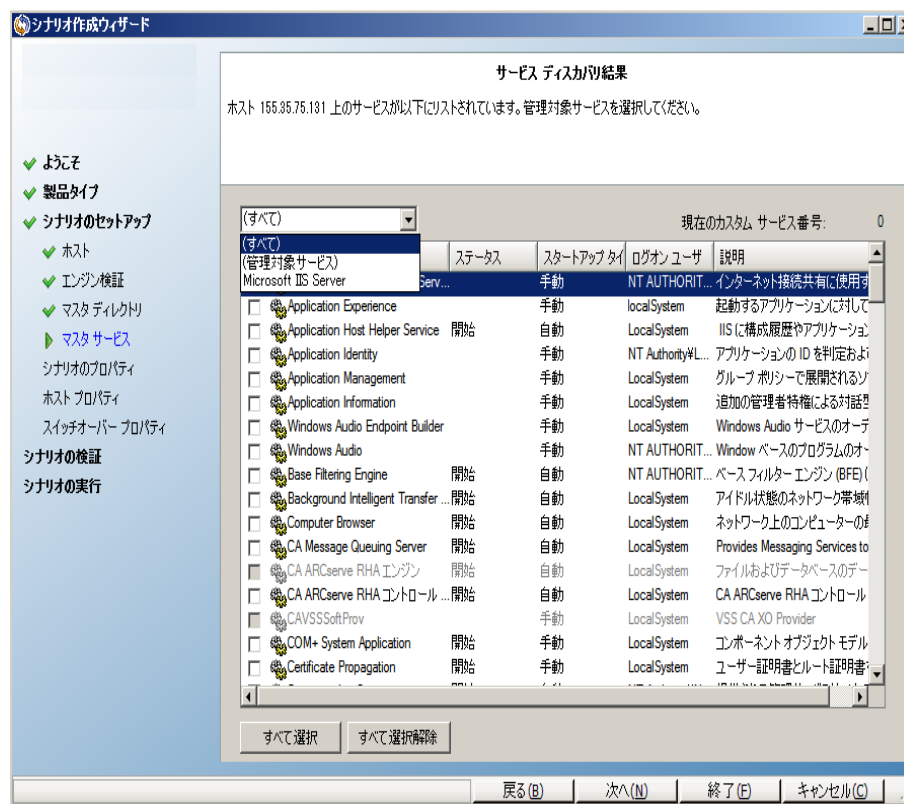 シナリオ作成ウィザード
サービス ディスカバリ結果
ホスト 155.35.75.131 上のサービスが以下にリストされています。管理対象サービスを選択してください。
ようこそ
製品タイプ
シナリオのセットアップ
ホスト
エンジン検証
マスタ ディレクトリ
マスタ サービス
シナリオのプロパティ
ホスト プロパティ
スイッチオーバー プロパティ
シナリオの検証
シナリオの実行
(すべて)
現在のカスタム サービス番号: 0
(すべて)
(管理対象サービス)
Microsoft IIS Server
ステータス スタートアップ タイ ログオン ユーザ 説明
Serv... 手動 NT AUTHORIT... インターネット接続共有に使用す
Application Experience 手動 localSystem 起動するアプリケーションに対して
Application Host Helper Service 開始 自動 LocalSystem IIS に構成履歴やアプリケーション
Application Identity 手動 NT Authority¥L... アプリケーションの ID を判定およ
Application Management 手動 LocalSystem グループ ポリシーで展開されるソ
Application Information 手動 LocalSystem 追加の管理者特権による対話型
Windows Audio Endpoint Builder 手動 LocalSystem Windows Audio サービスのオーデ
Windows Audio 手動 NT AUTHORIT... Window ベースのプログラムのオー
Base Filtering Engine 開始 自動 NT AUTHORIT... ベース フィルター エンジン (BFE) (
Background Intelligent Transfer ... 開始 自動 LocalSystem アイドル状態のネットワーク帯域
Computer Browser 開始 自動 LocalSystem ネットワーク上のコンピューターの
CA Message Queuing Server 開始 自動 LocalSystem Provides Messaging Services to
CA ARCserve RHA エンジン 開始 自動 LocalSystem ファイルおよびデータベースのデー
CA ARCserve RHA コントロール ... 開始 自動 LocalSystem CA ARCserve RHA コントロール
CAVSSSoftProv 手動 LocalSystem VSS CA XO Provider
COM+ System Application 開始 手動 LocalSystem コンポーネント オブジェクト モデル
Certificate Propagation 開始 手動 LocalSystem ユーザー証明書とルート証明書
すべて選択 すべて選択解除
戻る(B) 次へ(N) 終了(F) キャンセル(C)